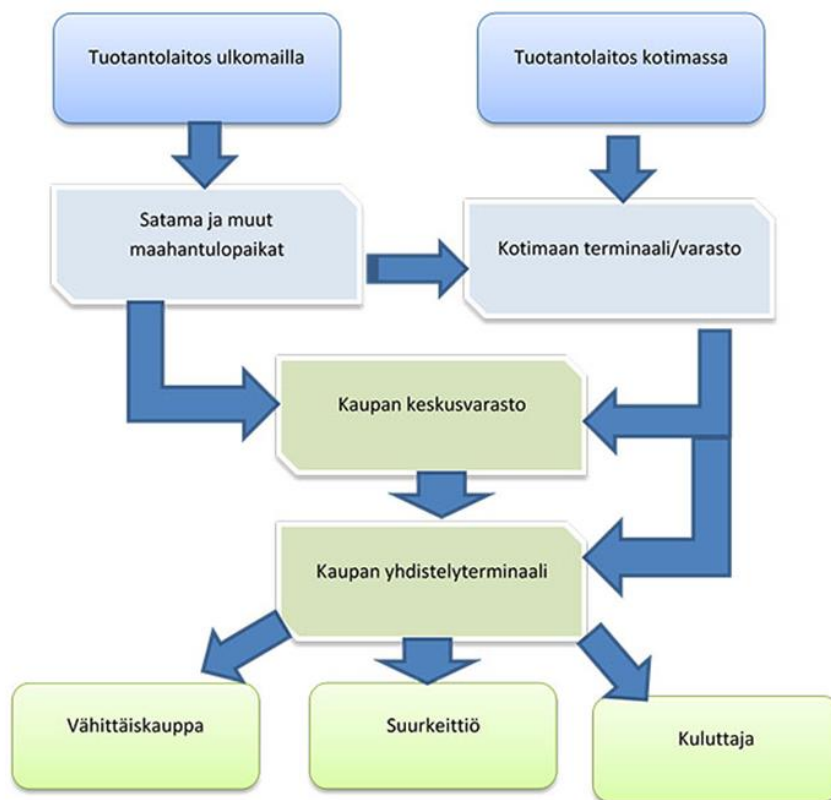 Tuotantolaitos ulkomailla
Tuotantolaitos kotimassa
Satama ja muut
maahantulopaikat
Kotimaan terminaali/varasto
Kaupan keskusvarasto
Kaupan yhdistelyterminaali
Vähittäiskauppa
Suurkeittiö
Kuluttaja